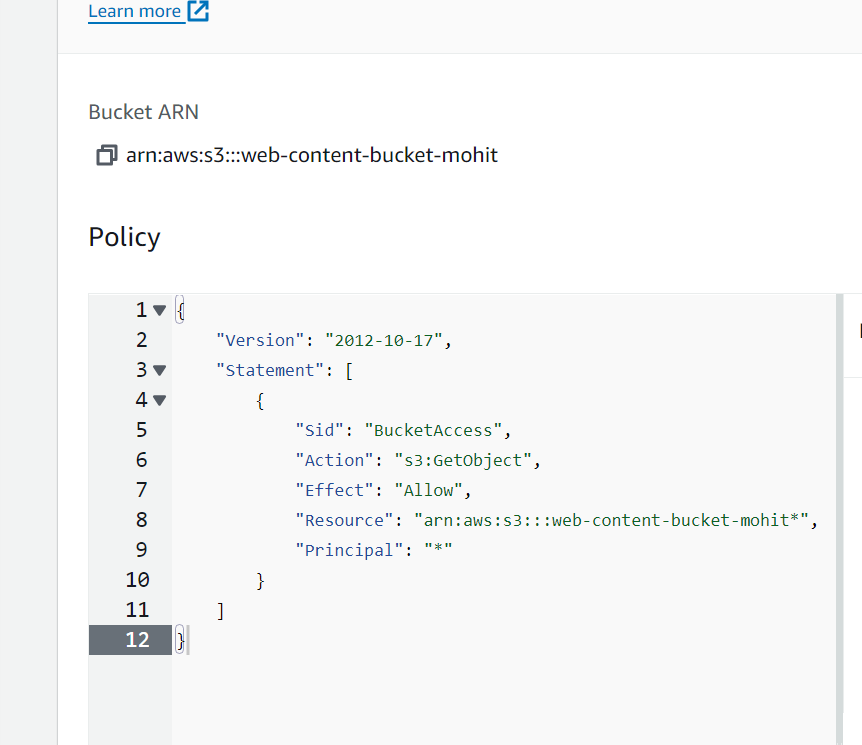 Learn more
Bucket ARN
arn:aws:s3:::web-content-bucket-mohit
Policy
1 {
2 "Version": "2012-10-17",
3 "Statement": [
4 {
5 "Sid": "BucketAccess",
6 "Action": "s3:GetObject",
7 "Effect": "Allow",
8 "Resource": "arn:aws:s3:::web-content-bucket-mohit*",
9 "Principal": "*"
10 }
11 ]
12 }